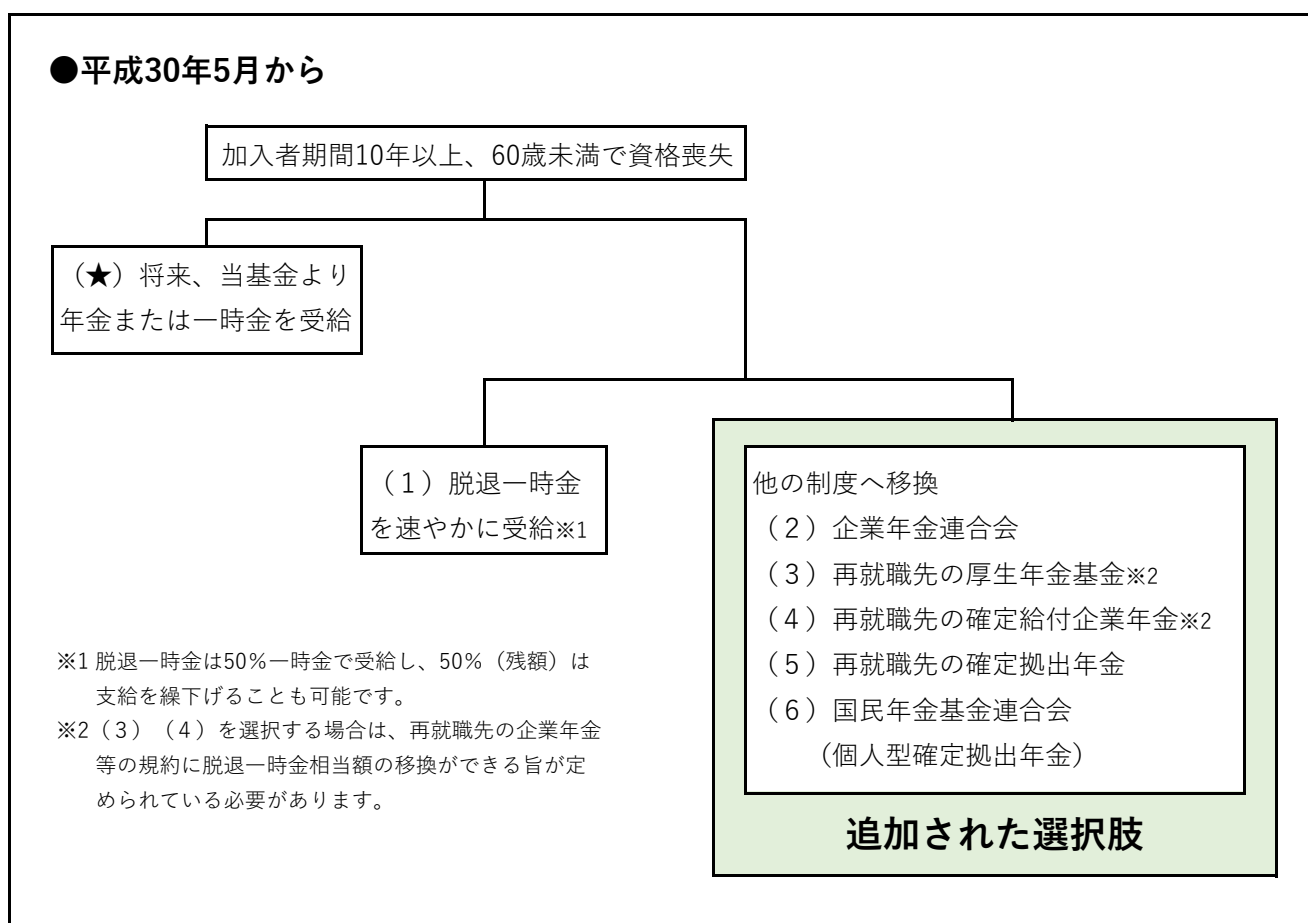 ●平成30年5月から
加入者期間10年以上、60歳未満で資格喪失
（★）将来、当基金より
年金または一時金を受給
（１）脱退一時金
を速やかに受給※1
他の制度へ移換
（２）企業年金連合会
（３）再就職先の厚生年金基金※2
（４）再就職先の確定給付企業年金※2
（５）再就職先の確定拠出年金
（６）国民年金基金連合会
（個人型確定拠出年金）
追加された選択肢
※1 脱退一時金は50％一時金で受給し、50％（残額）は
支給を繰下げることも可能です。
※2（３）（４）を選択する場合は、再就職先の企業年金
等の規約に脱退一時金相当額の移換ができる旨が定
められている必要があります。